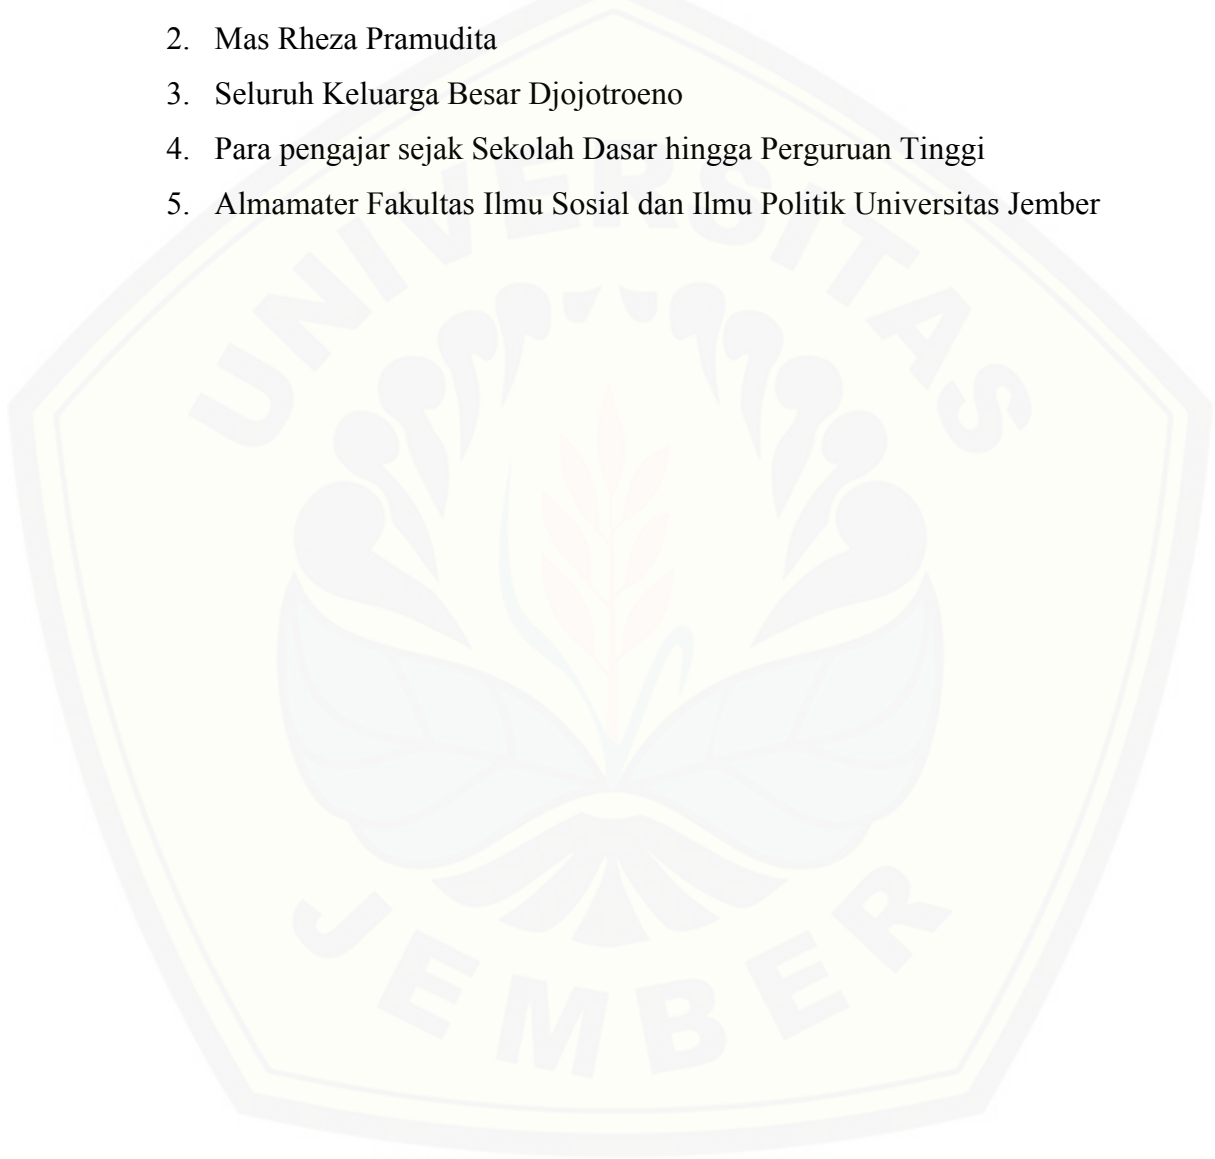 2. Mas Rheza Pramudita
3. Seluruh Keluarga Besar Djojotroeno
4. Para pengajar sejak Sekolah Dasar hingga Perguruan Tinggi
5. Almamater Fakultas Ilmu Sosial dan Ilmu Politik Universitas Jember
UNIVERSITAS
JEMBER